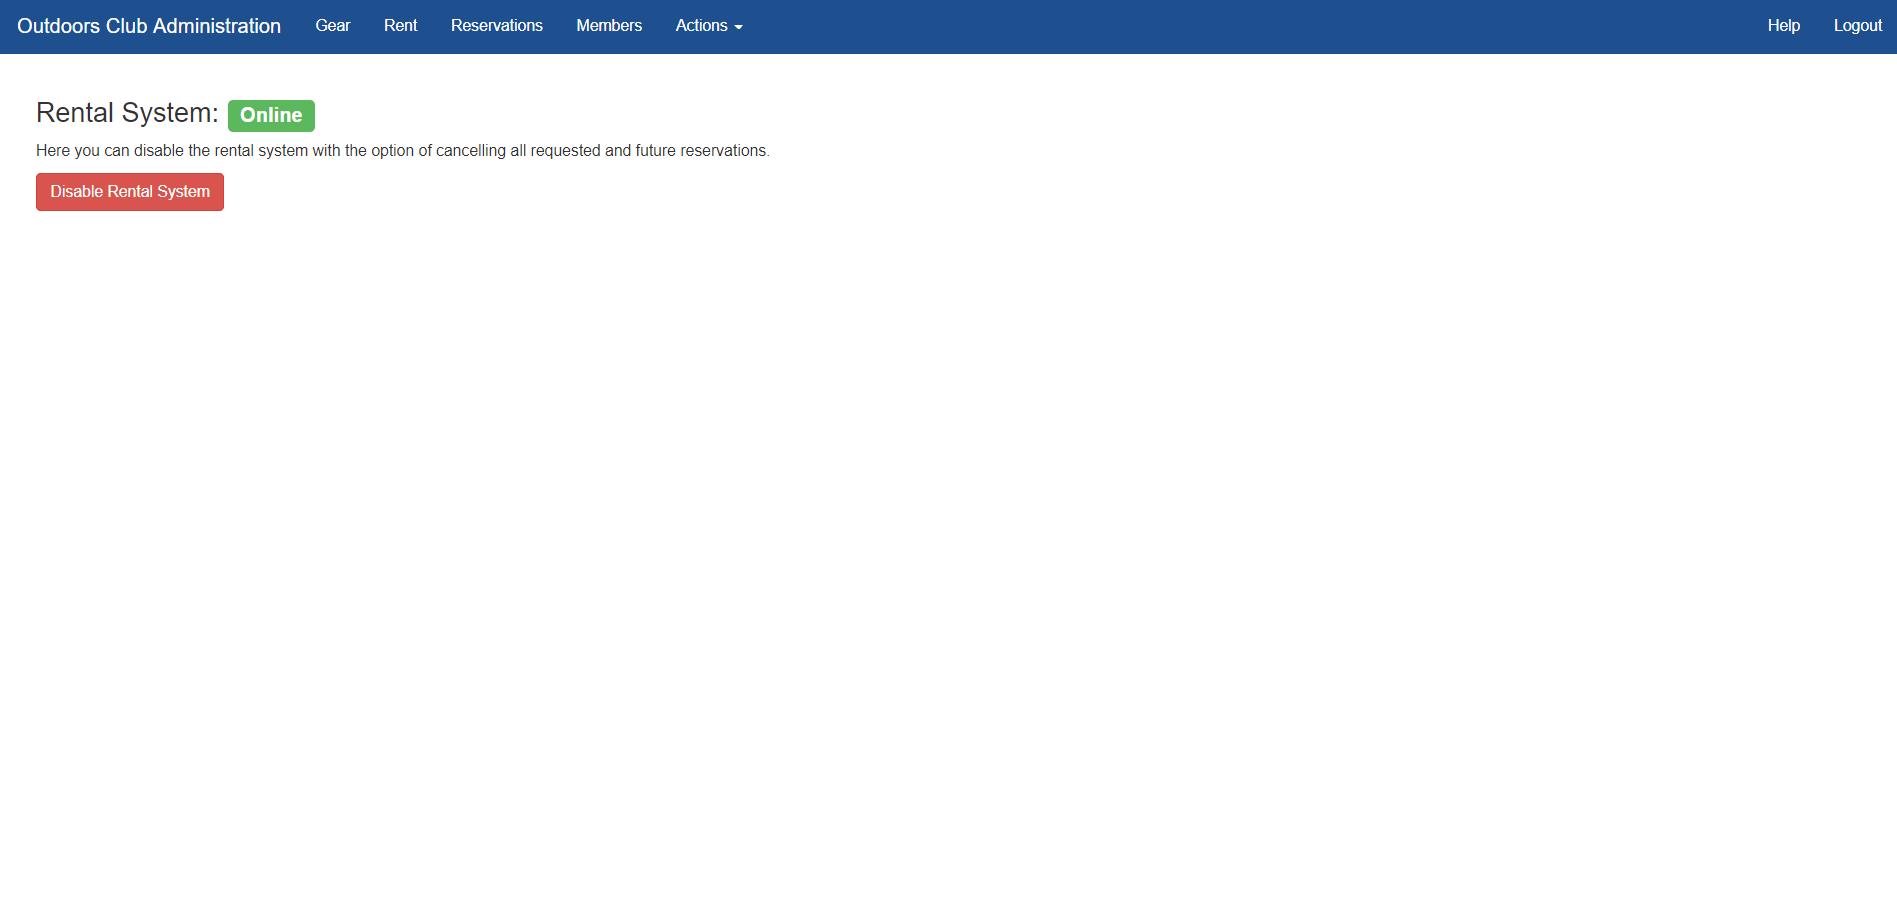 Outdoors Club Administration Gear Rent Reservations Members Actions Help Logout
Rental System: Online
Here you can disable the rental system with the option of cancelling all requested and future reservations.
Disable Rental System